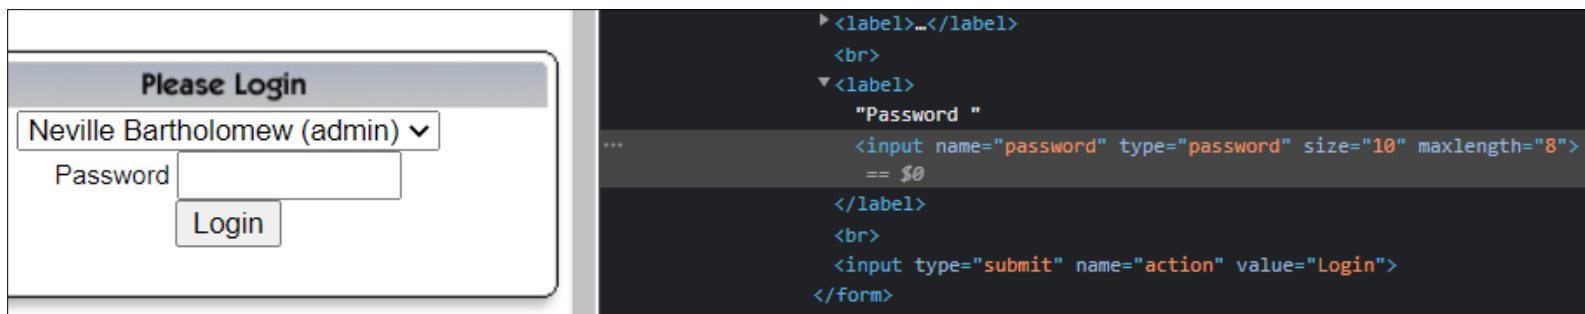 Please Login
Neville Bartholomew (admin)
Password
Login
<label>…</label>
<br>
<label>
"Password "
<input name="password" type="password" size="10" maxlength="8">
== $0
</label>
<br>
<input type="submit" name="action" value="Login">
</form>